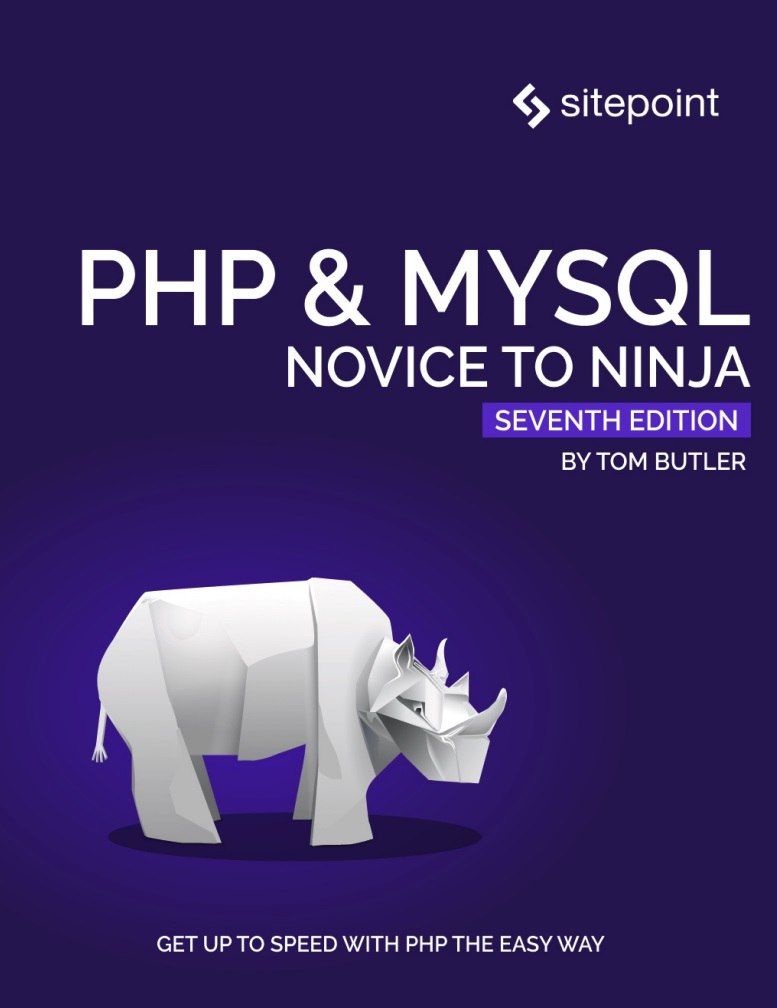 sitepoint
PHP & MYSQL
NOVICE TO NINJA
SEVENTH EDITION
BY TOM BUTLER
GET UP TO SPEED WITH PHP THE EASY WAY